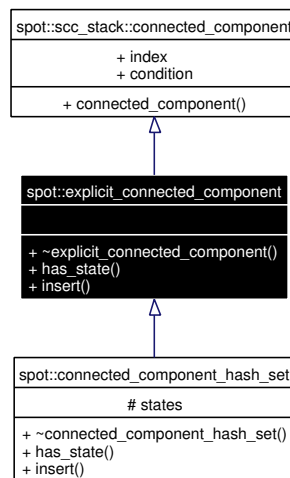 spot::scc_stack::connected_component
+ index
+ condition
+ connected_component()
spot::explicit_connected_component
+ ~explicit_connected_component()
+ has_state()
+ insert()
spot::connected_component_hash_set
# states
+ ~connected_component_hash_set()
+ has_state()
+ insert()